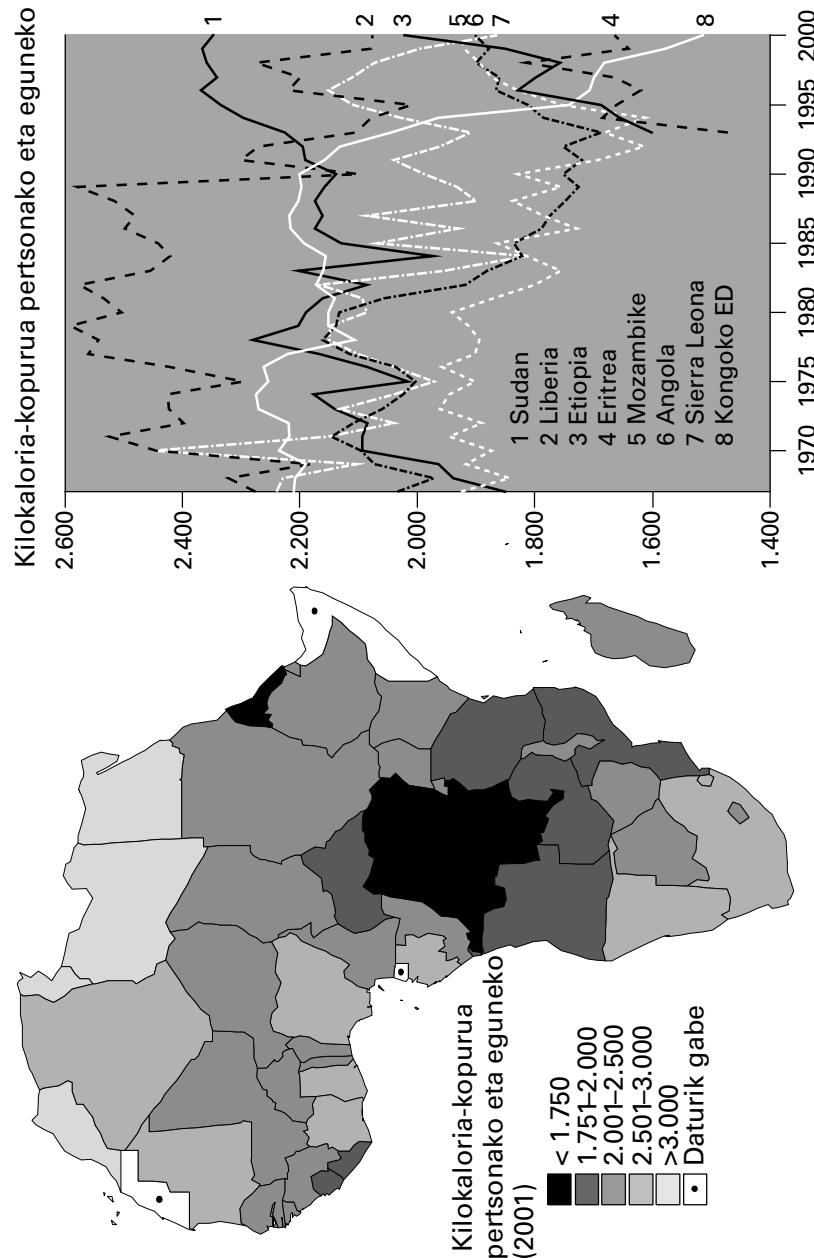 Kilokaloria-kopurua pertsonako eta eguneko
2.600
2.400
2.200
2.000
1.800
1.600
1.400
1
2
3
5
6
7
4
8
1970
1975
1980
1985
1990
1995
2000
1 Sudan
2 Liberia
3 Etiopia
4 Eritrea
5 Mozambike
6 Angola
7 Sierra Leona
8 Kongoko ED
Kilokaloria-kopurua
pertsonako eta eguneko
(2001)
< 1.750
1.751–2.000
2.001–2.500
2.501–3.000
>3.000
Daturik gabe